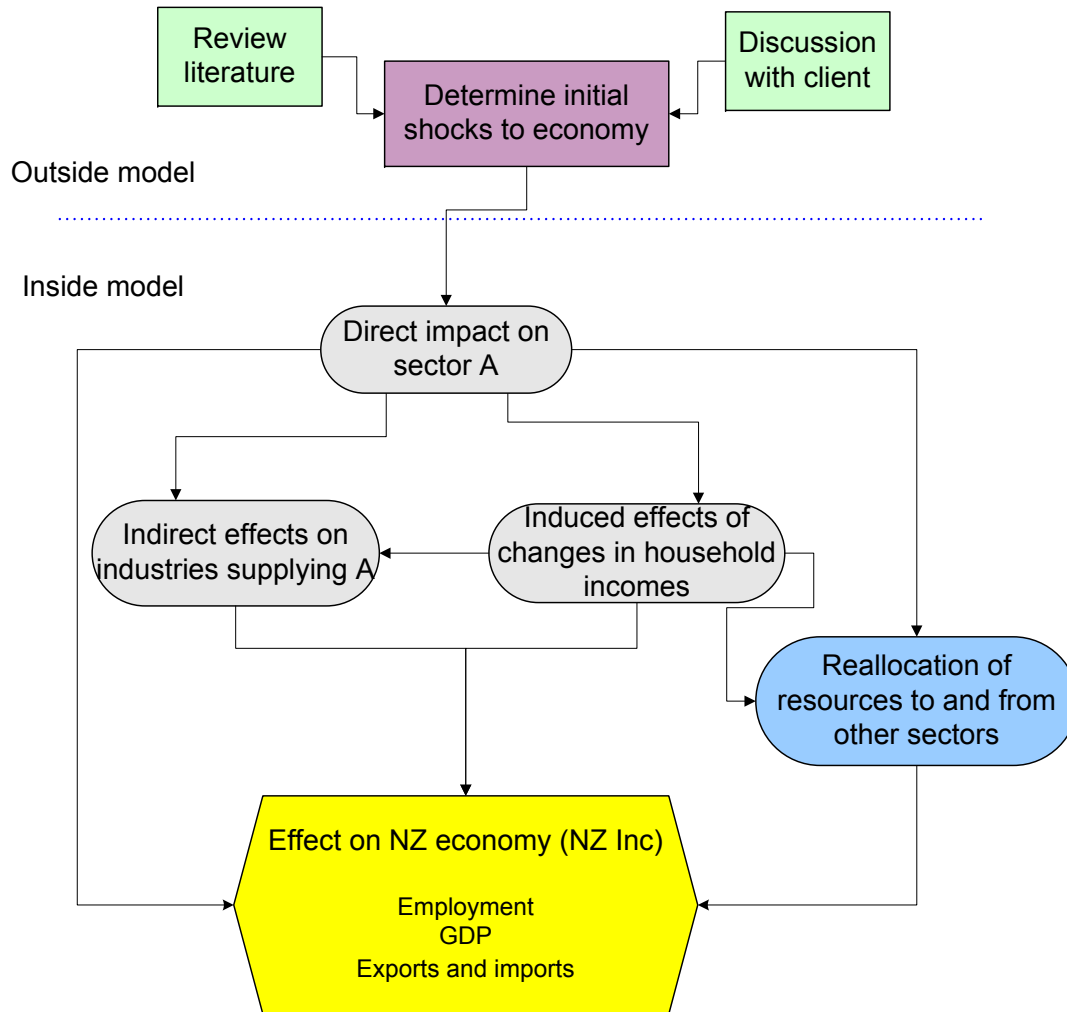 Review
literature
Discussion
with client
Determine initial
shocks to economy
Outside model
Inside model
Direct impact on
sector A
Indirect effects on
industries supplying A
Induced effects of
changes in household
incomes
Reallocation of
resources to and from
other sectors
Effect on NZ economy (NZ Inc)
Employment
GDP
Exports and imports